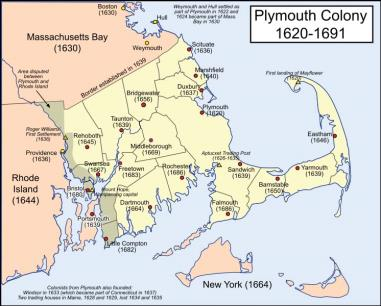 Plymouth Colony
1620-1691
Boston
(1630)
Hull
Weymouth and Hull settled as
part of Plymouth in 1622 and
1624 became part of Mass.
Bay in 1630
Massachusetts Bay
(1630)
Weymouth
Scituate
(1636)
Border established in 1639
Area disputed
between
Plymouth and
Rhode Island
Marshfield
(1640)
First landing of Mayflower
Duxbury
(1637)
Bridgewater
(1656)
Plymouth
(1620)
Roger Williams
First Settlement
(1636)
Taunton
(1639)
Rehoboth
(1645)
Eastham
(1646)
Providence
(1636)
Middleborough
(1669)
Aptucxet Trading Post
(1626-1635)
Swansea
(1667)
Freetown
(1683)
Rochester
(1686)
Sandwich
(1639)
Yarmouth
(1639)
Barnstable
(1650)
Rhode
Island
(1644)
Bristol
(1680)
Mount Hope,
Wampanoag capital
Dartmouth
(1664)
Falmouth
(1686)
Portsmouth
(1639)
Little Compton
(1682)
New York (1664)
Colonists from Plymouth also founded:
Windsor in 1633 (which became part of Connecticut in 1637)
Two trading houses in Maine, 1628 and 1629, lost 1634 and 1635